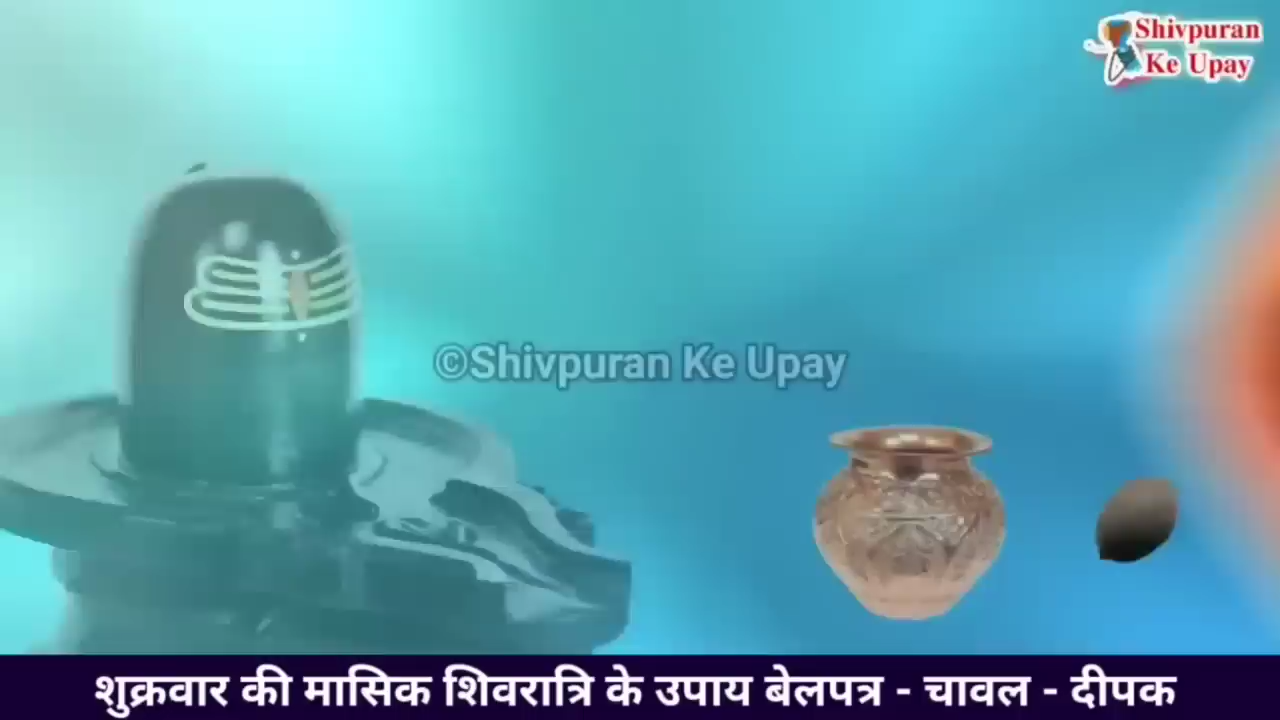 Shivpuran
Ke Upay
©Shivpuran Ke Upay
शुक्रवार की मासिक शिवरात्रि के उपाय बेलपत्र - चावल - दीपक